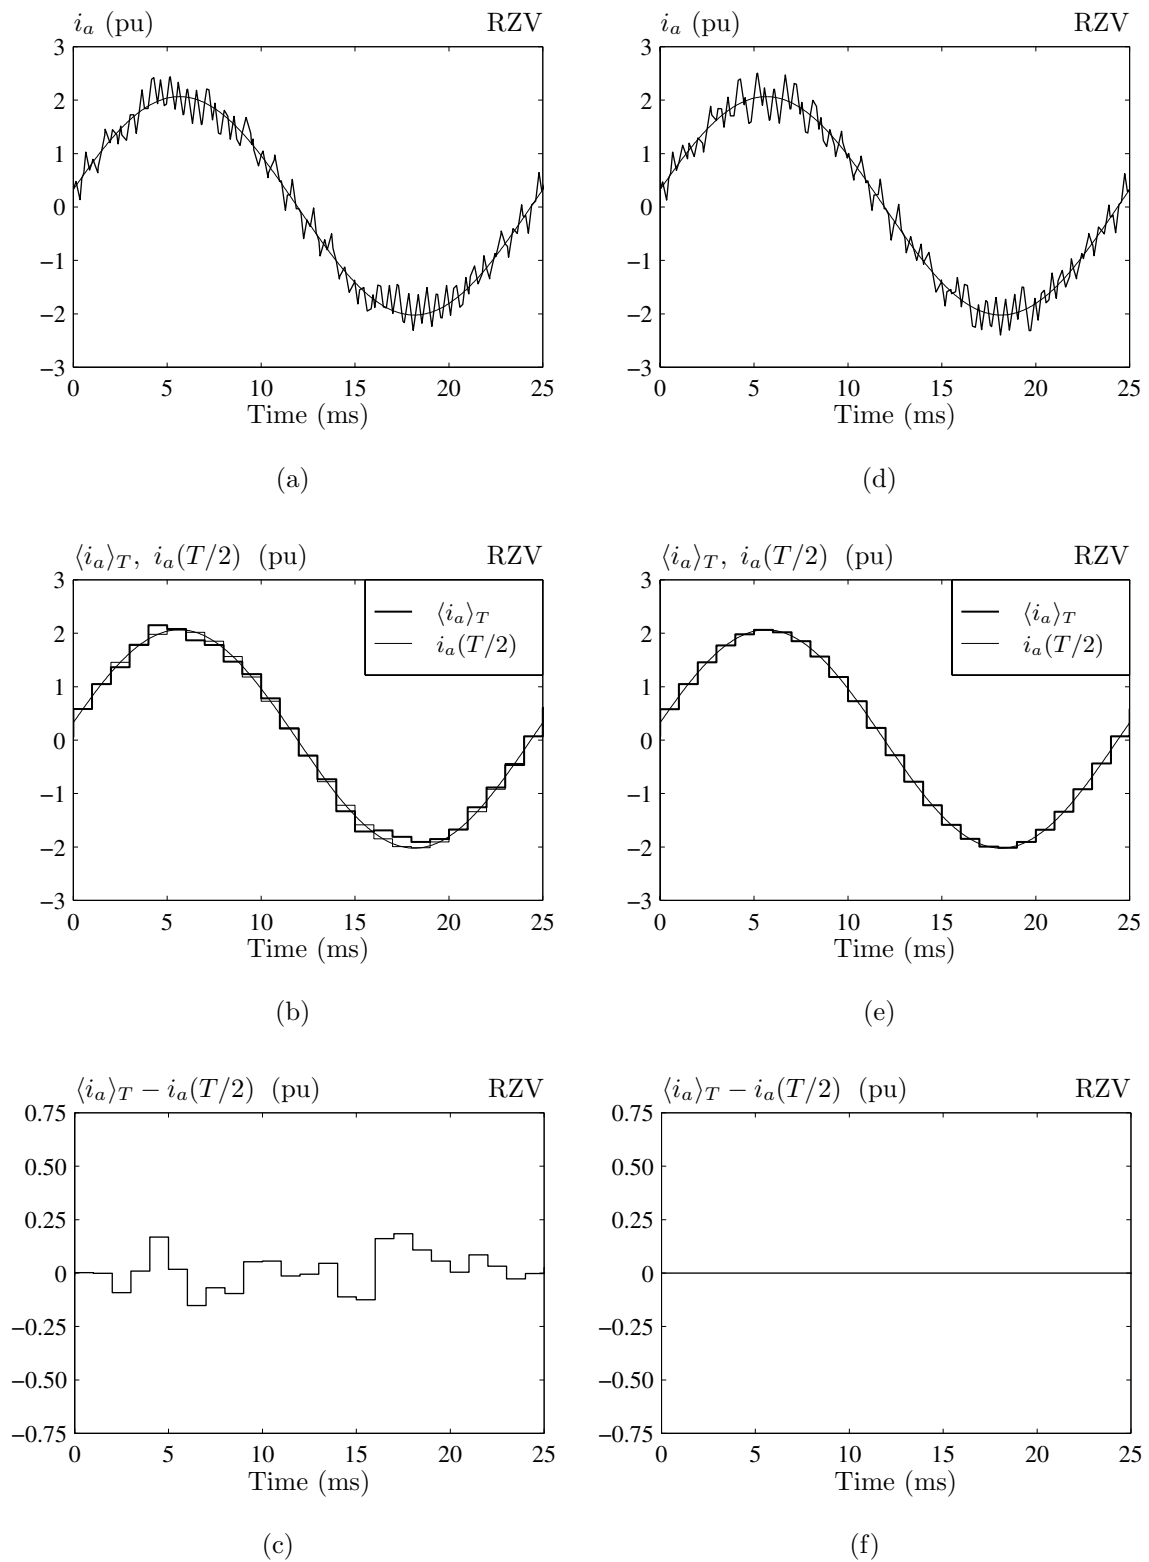 i_a (pu) RZV
3
2
1
0
−1
−2
−3
0 5 10 15 20 25
Time (ms)
(a)
i_a (pu) RZV
3
2
1
0
−1
−2
−3
0 5 10 15 20 25
Time (ms)
(d)
⟨i_a⟩_T, i_a(T/2) (pu) RZV
⟨i_a⟩_T
i_a(T/2)
3
2
1
0
−1
−2
−3
0 5 10 15 20 25
Time (ms)
(b)
⟨i_a⟩_T, i_a(T/2) (pu) RZV
⟨i_a⟩_T
i_a(T/2)
3
2
1
0
−1
−2
−3
0 5 10 15 20 25
Time (ms)
(e)
⟨i_a⟩_T − i_a(T/2) (pu) RZV
0.75
0.50
0.25
0
−0.25
−0.50
−0.75
0 5 10 15 20 25
Time (ms)
(c)
⟨i_a⟩_T − i_a(T/2) (pu) RZV
0.75
0.50
0.25
0
−0.25
−0.50
−0.75
0 5 10 15 20 25
Time (ms)
(f)